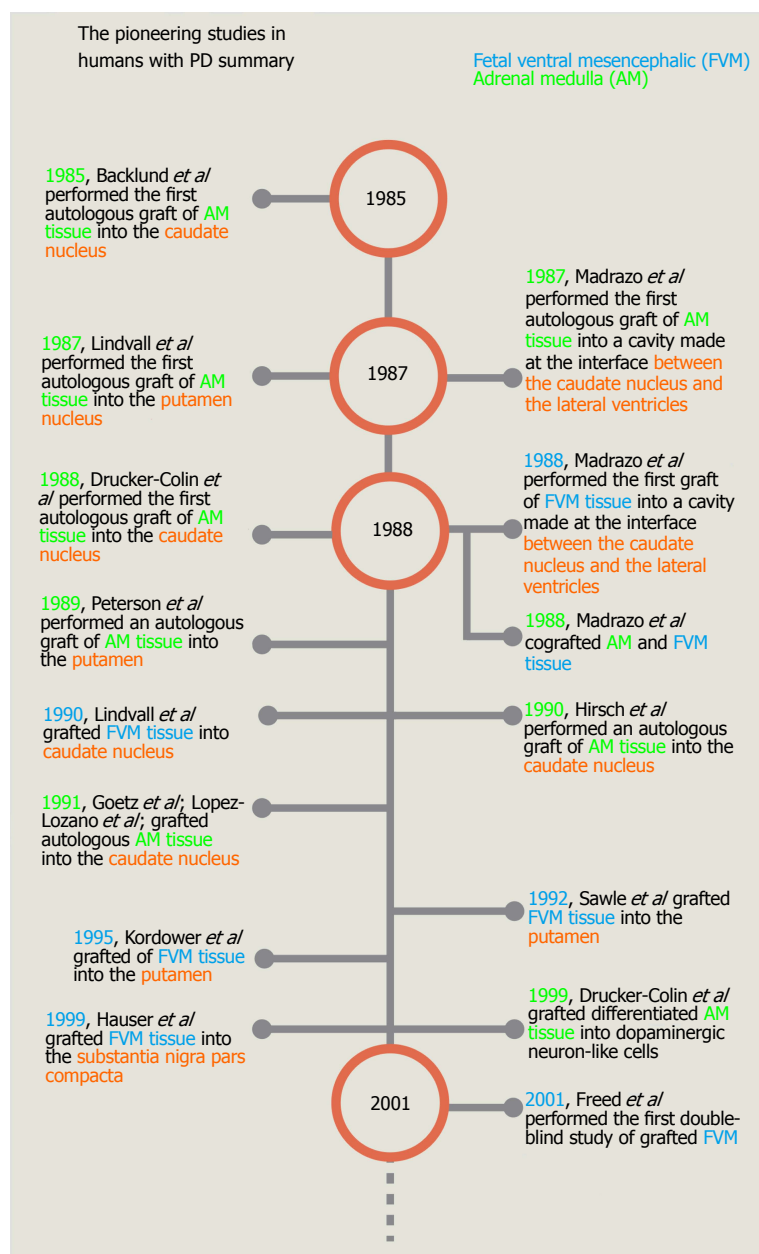 The pioneering studies in
humans with PD summary
Fetal ventral mesencephalic (FVM)
Adrenal medulla (AM)
1985
1985, Backlund et al
performed the first
autologous graft of AM
tissue into the caudate
nucleus
1987
1987, Lindvall et al
performed the first
autologous graft of AM
tissue into the putamen
nucleus
1987, Madrazo et al
performed the first
autologous graft of AM
tissue into a cavity made
at the interface between
the caudate nucleus and
the lateral ventricles
1988
1988, Drucker-Colin et
al performed the first
autologous graft of AM
tissue into the caudate
nucleus
1988, Madrazo et al
performed the first graft
of FVM tissue into a cavity
made at the interface
between the caudate
nucleus and the lateral
ventricles
1988, Madrazo et al
cografted AM and FVM
tissue
1989, Peterson et al
performed an autologous
graft of AM tissue into
the putamen
1990, Lindvall et al
grafted FVM tissue into
caudate nucleus
1990, Hirsch et al
performed an autologous
graft of AM tissue into the
caudate nucleus
1991, Goetz et al; Lopez-
Lozano et al; grafted
autologous AM tissue
into the caudate nucleus
1992, Sawle et al grafted
FVM tissue into the
putamen
1995, Kordower et al
grafted of FVM tissue
into the putamen
1999, Hauser et al
grafted FVM tissue into
the substantia nigra pars
compacta
1999, Drucker-Colin et al
grafted differentiated AM
tissue into dopaminergic
neuron-like cells
2001
2001, Freed et al
performed the first double-
blind study of grafted FVM